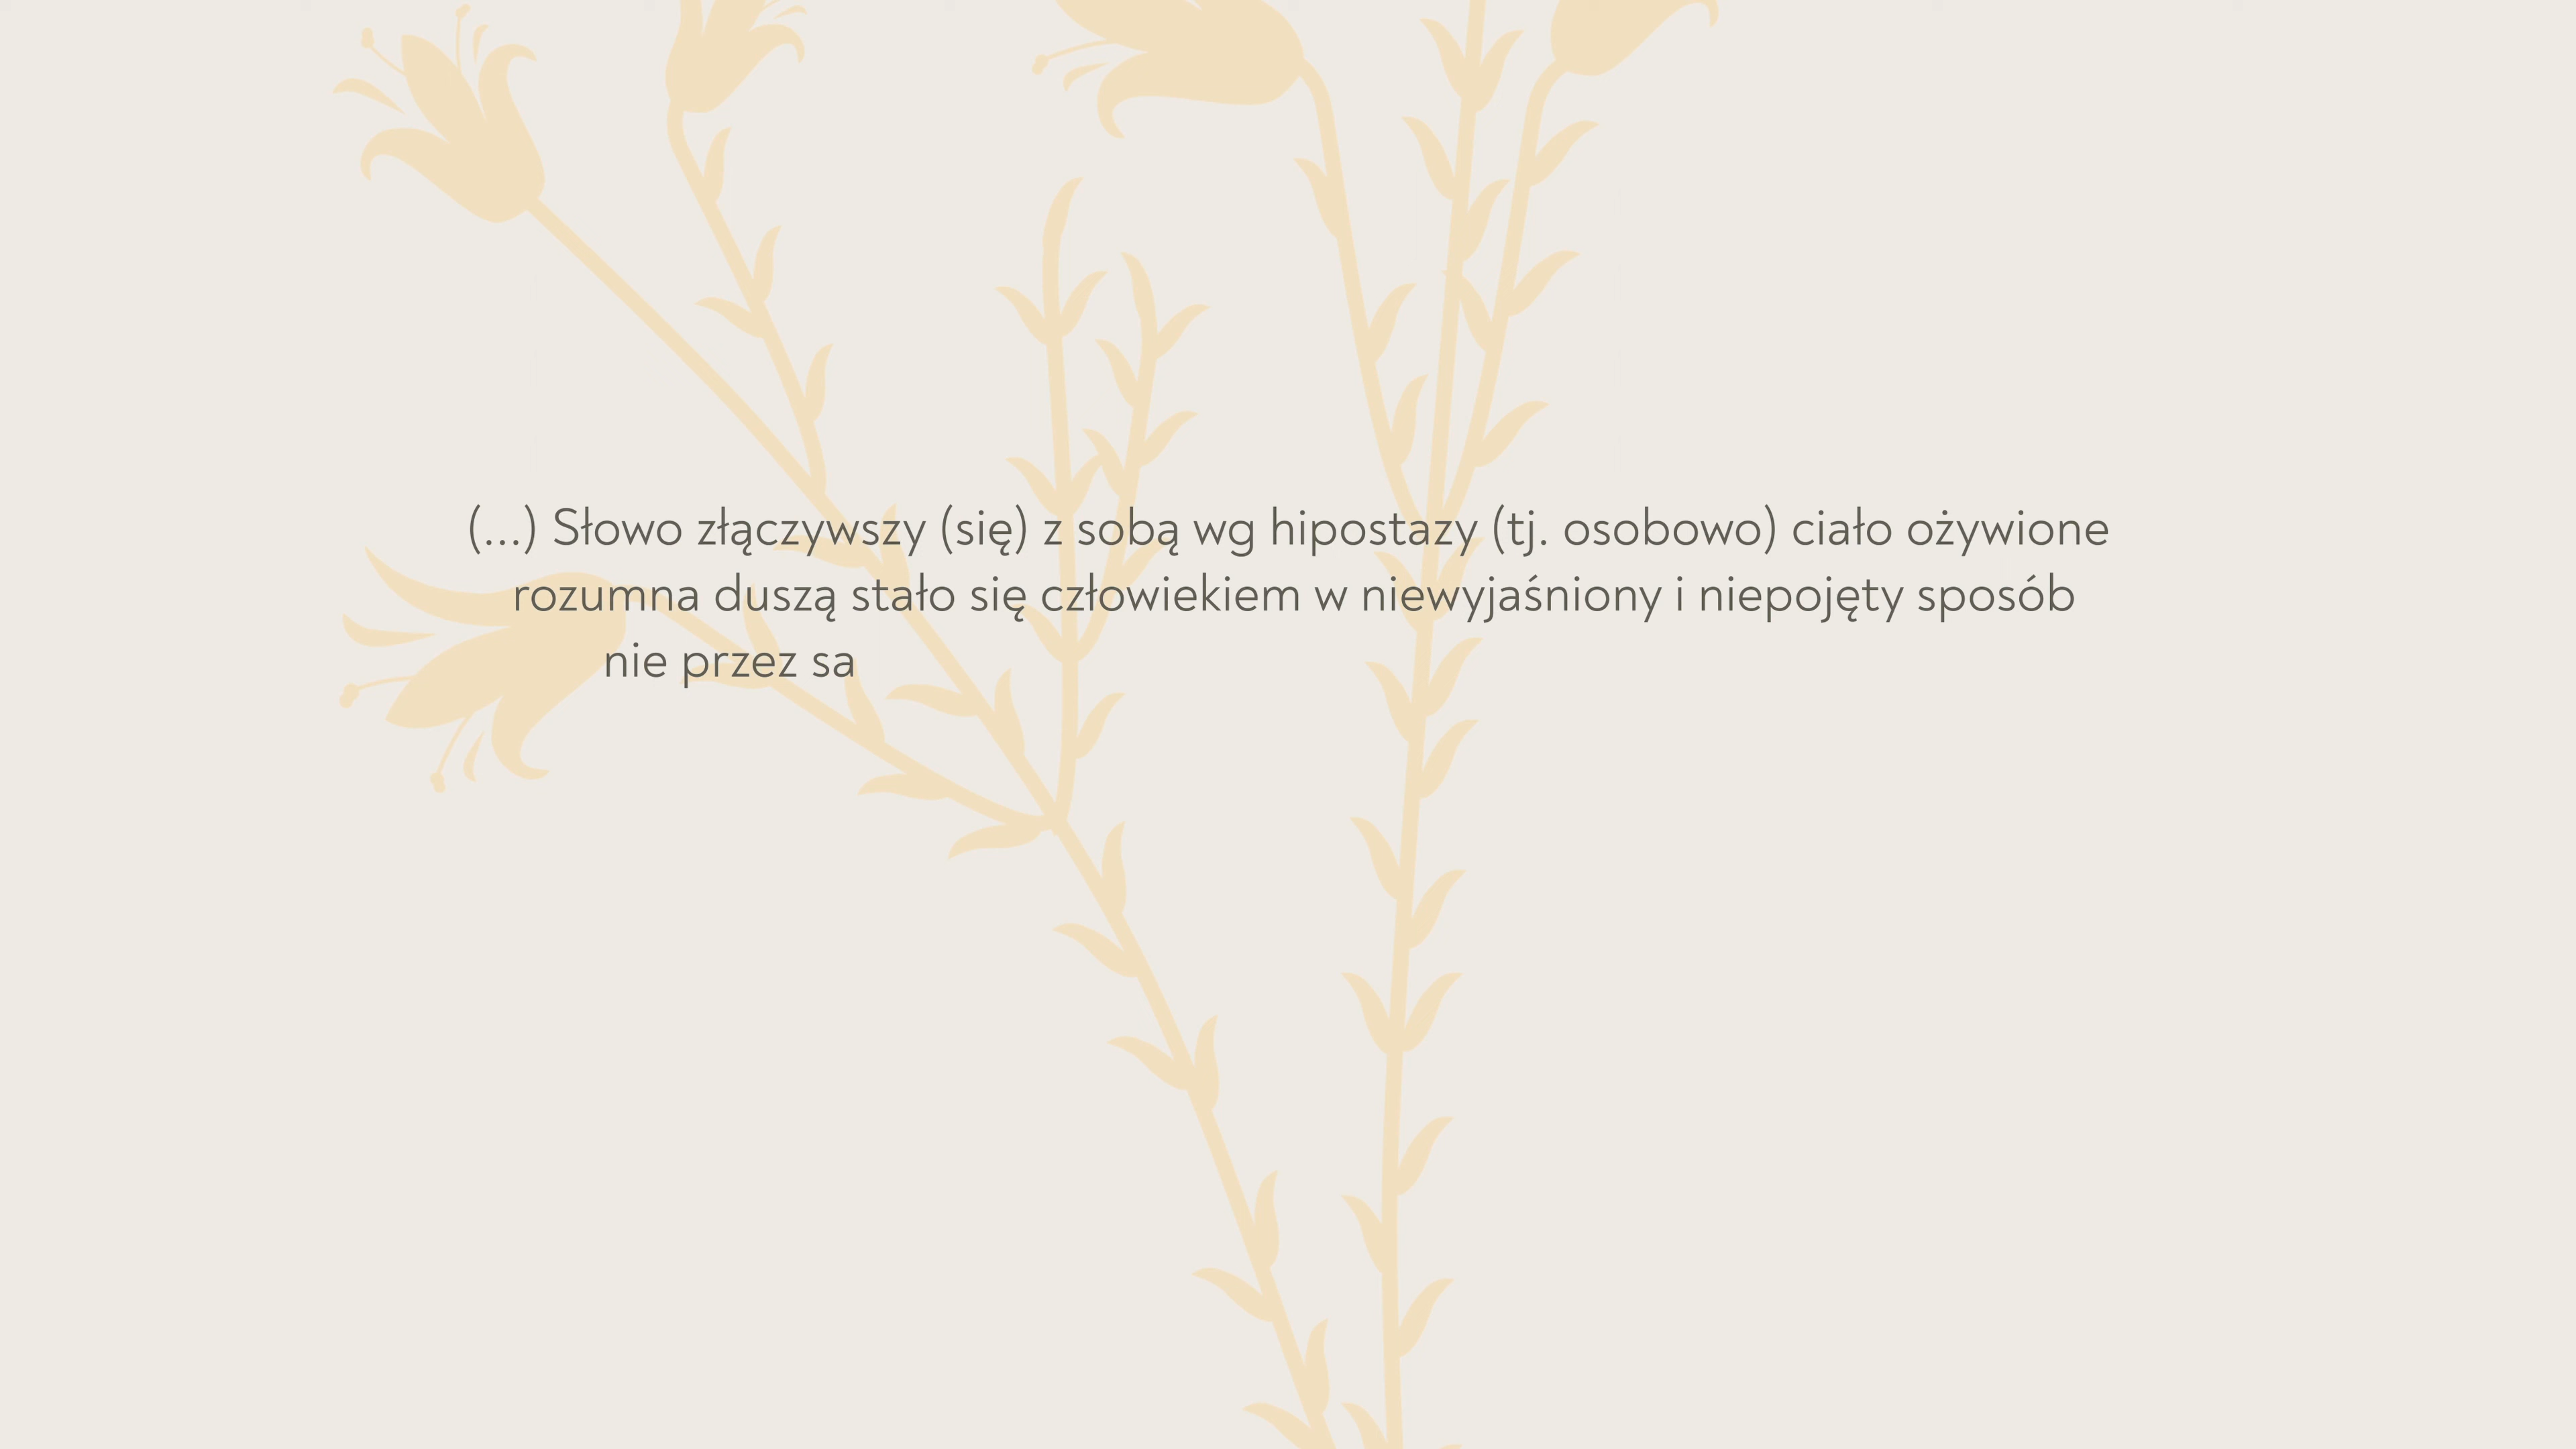 (...) Słowo złączywszy (się) z sobą wg hipostazy (tj. osobowo) ciało ożywione
rozumna duszą stało się człowiekiem w niewyjaśniony i niepojęty sposób
nie przez sa